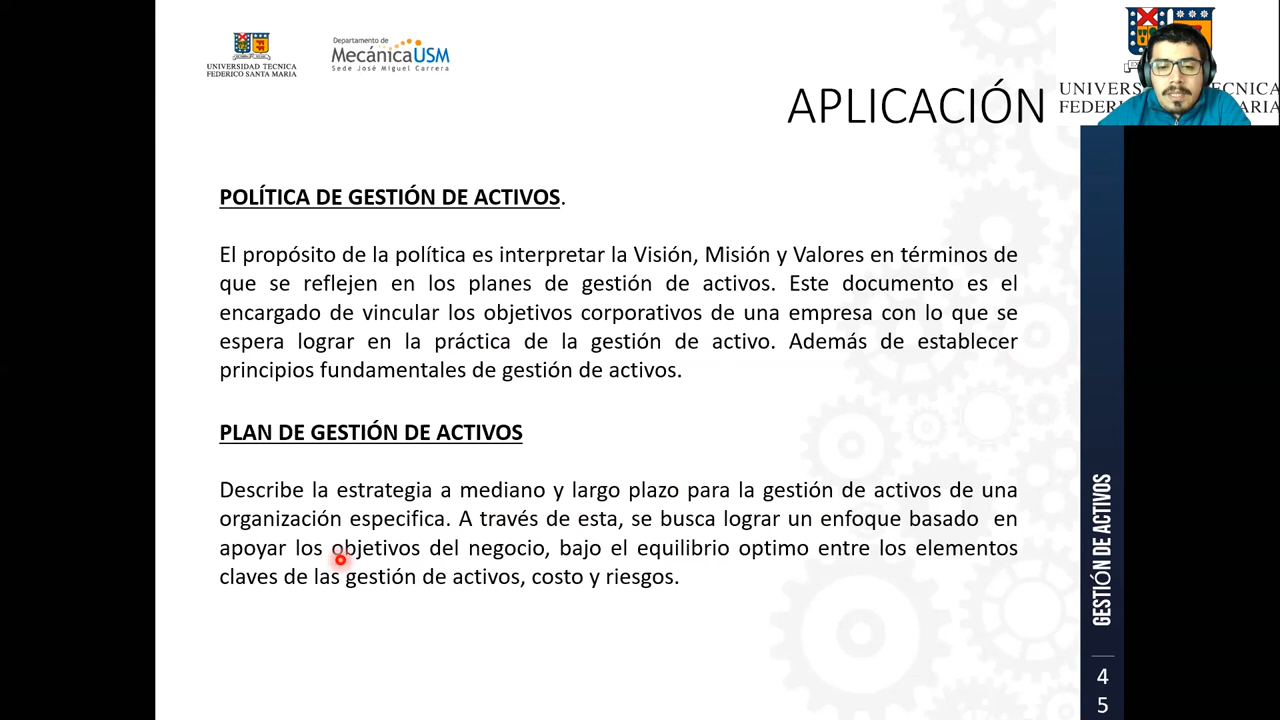 UNIVERSIDAD TECNICA
FEDERICO SANTA MARIA
Departamento de
MecánicaUSM
Sede José Miguel Carrera
APLICACIÓN
UNIVERS ECNICA
FEDER ARIA
POLÍTICA DE GESTIÓN DE ACTIVOS.
El propósito de la política es interpretar la Visión, Misión y Valores en términos de
que se reflejen en los planes de gestión de activos. Este documento es el
encargado de vincular los objetivos corporativos de una empresa con lo que se
espera lograr en la práctica de la gestión de activo. Además de establecer
principios fundamentales de gestión de activos.
PLAN DE GESTIÓN DE ACTIVOS
Describe la estrategia a mediano y largo plazo para la gestión de activos de una
organización especifica. A través de esta, se busca lograr un enfoque basado en
apoyar los objetivos del negocio, bajo el equilibrio optimo entre los elementos
claves de las gestión de activos, costo y riesgos.
GESTIÓN DE ACTIVOS
4
5